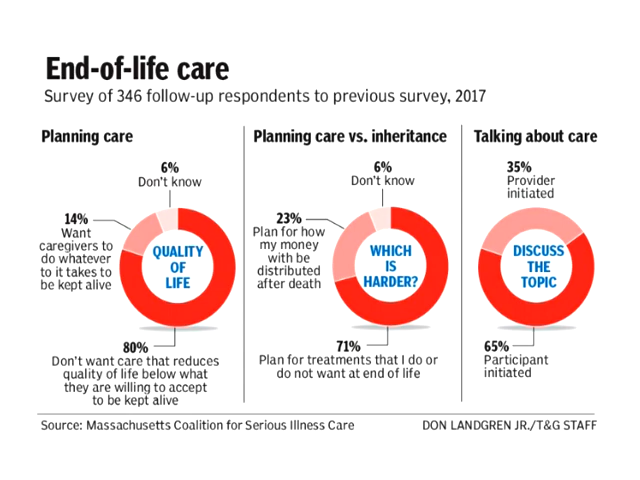 End-of-life care
Survey of 346 follow-up respondents to previous survey, 2017
Planning care
6%
Don't know
14%
Want
caregivers to
do whatever
to it takes to
be kept alive
QUALITY
OF
LIFE
80%
Don't want care that reduces
quality of life below what
they are willing to accept
to be kept alive
Planning care vs. inheritance
6%
Don't know
23%
Plan for how
my money
with be
distributed
after death
WHICH
IS
HARDER?
71%
Plan for treatments that I do or
do not want at end of life
Talking about care
35%
Provider
initiated
DISCUSS
THE
TOPIC
65%
Participant
initiated
Source: Massachusetts Coalition for Serious Illness Care
DON LANDGREN JR./T&G STAFF